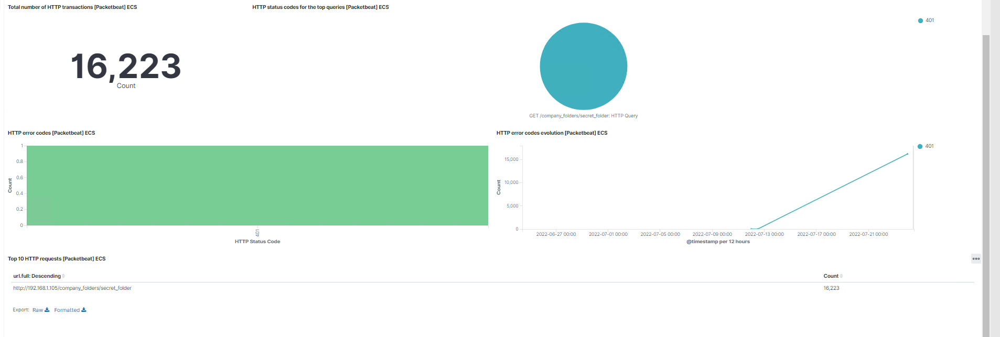 Total number of HTTP transactions [Packetbeat] ECS
HTTP status codes for the top queries [Packetbeat] ECS
401
16,223
Count
GET /company_folders/secret_folder: HTTP Query
HTTP error codes [Packetbeat] ECS
1
0.8
0.6
0.4
0.2
0
Count
401
HTTP Status Code
HTTP error codes evolution [Packetbeat] ECS
401
15,000
10,000
5,000
0
Count
2022-06-27 00:00
2022-07-01 00:00
2022-07-05 00:00
2022-07-09 00:00
2022-07-13 00:00
2022-07-17 00:00
2022-07-21 00:00
@timestamp per 12 hours
Top 10 HTTP requests [Packetbeat] ECS
url.full: Descending Count
http://192.168.1.105/company_folders/secret_folder 16,223
Export: Raw Formatted